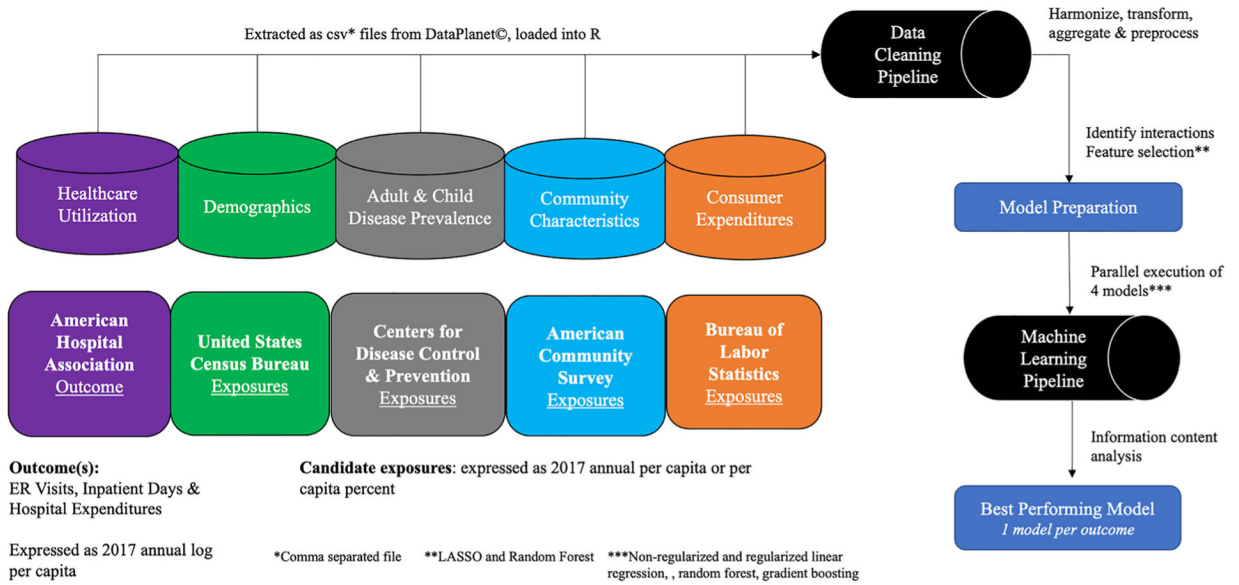 Extracted as csv* files from DataPlanet©, loaded into R
Data
Cleaning
Pipeline
Harmonize, transform,
aggregate & preprocess
Healthcare
Utilization
Demographics
Adult & Child
Disease Prevalence
Community
Characteristics
Consumer
Expenditures
Identify interactions
Feature selection**
Model Preparation
Parallel execution of
4 models***
American
Hospital
Association
Outcome
United States
Census Bureau
Exposures
Centers for
Disease Control
& Prevention
Exposures
American
Community
Survey
Exposures
Bureau of
Labor
Statistics
Exposures
Machine
Learning
Pipeline
Information content
analysis
Best Performing Model
1 model per outcome
Outcome(s):
ER Visits, Inpatient Days &
Hospital Expenditures
Expressed as 2017 annual log
per capita
Candidate exposures: expressed as 2017 annual per capita or per
capita percent
*Comma separated file
**LASSO and Random Forest
***Non-regularized and regularized linear
regression, , random forest, gradient boosting